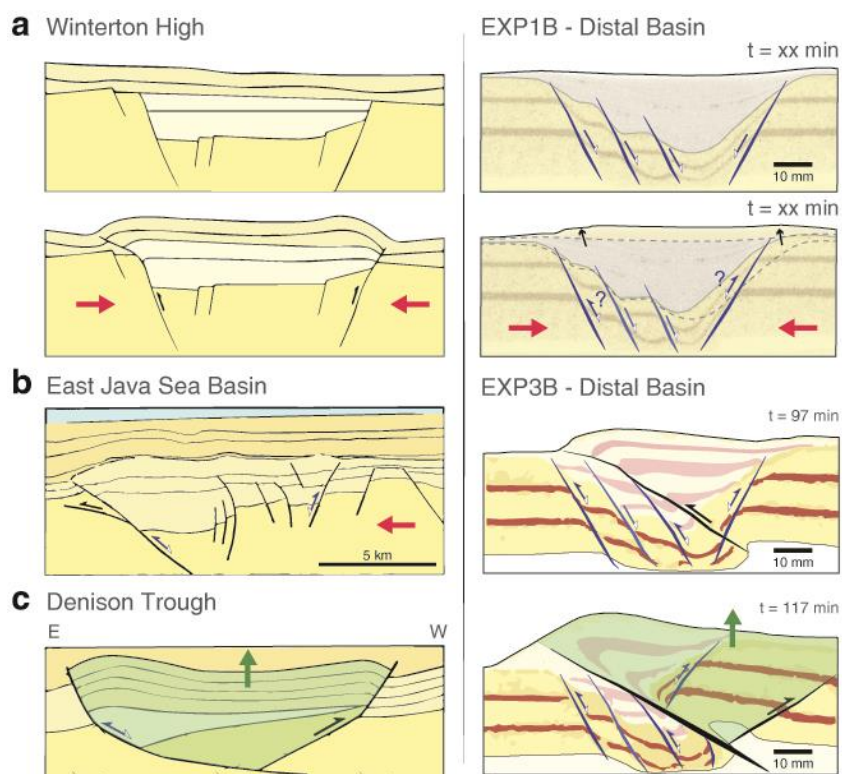 a Winterton High
EXP1B - Distal Basin
t = xx min
10 mm
t = xx min
?
?
b East Java Sea Basin
EXP3B - Distal Basin
t = 97 min
5 km
10 mm
c Denison Trough
t = 117 min
E
W
10 mm